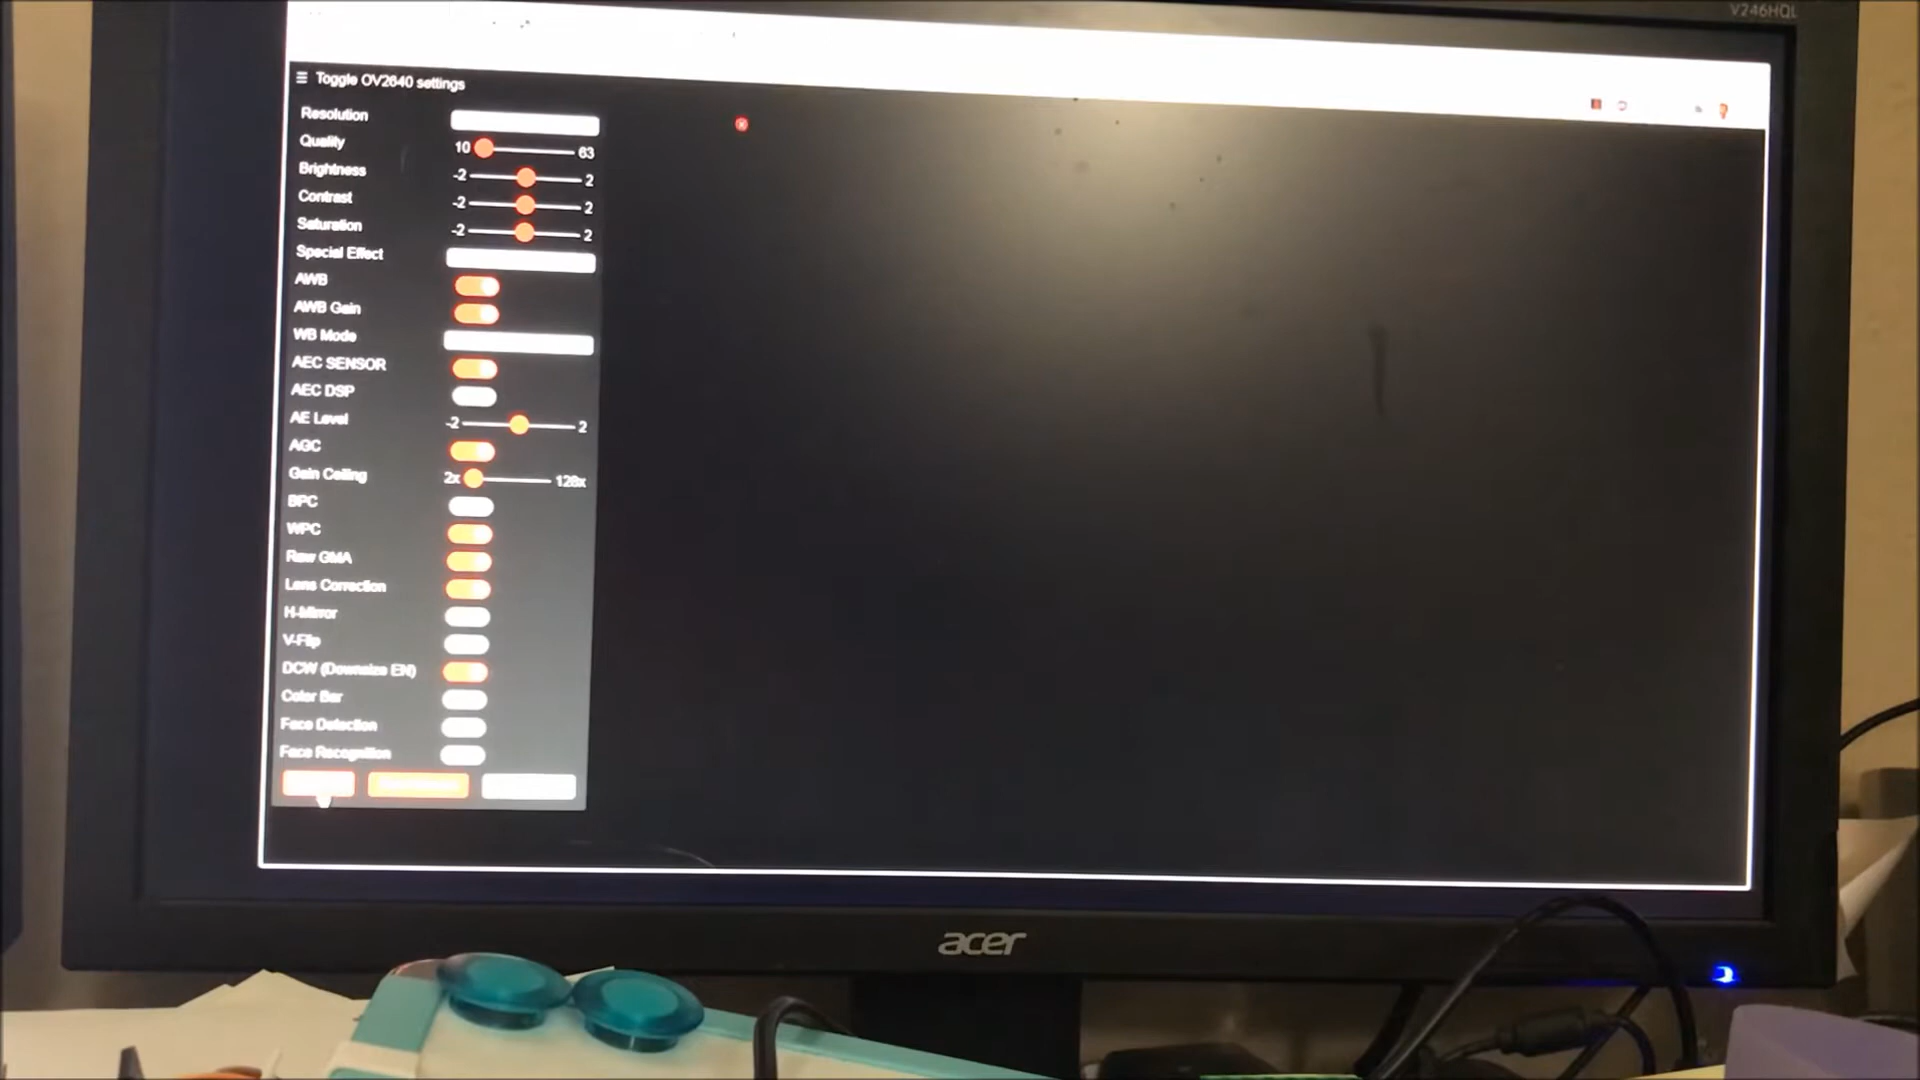 V246HQL
☰ Toggle OV2640 settings
Resolution
Quality 10 63
Brightness -2 2
Contrast -2 2
Saturation -2 2
Special Effect
AWB
AWB Gain
WB Mode
AEC SENSOR
AEC DSP
AE Level -2 2
AGC
Gain Ceiling 2x 128x
BPC
WPC
Raw GMA
Lens Correction
H-Mirror
V-Flip
DCW (Downsize EN)
Color Bar
Face Detection
Face Recognition
acer